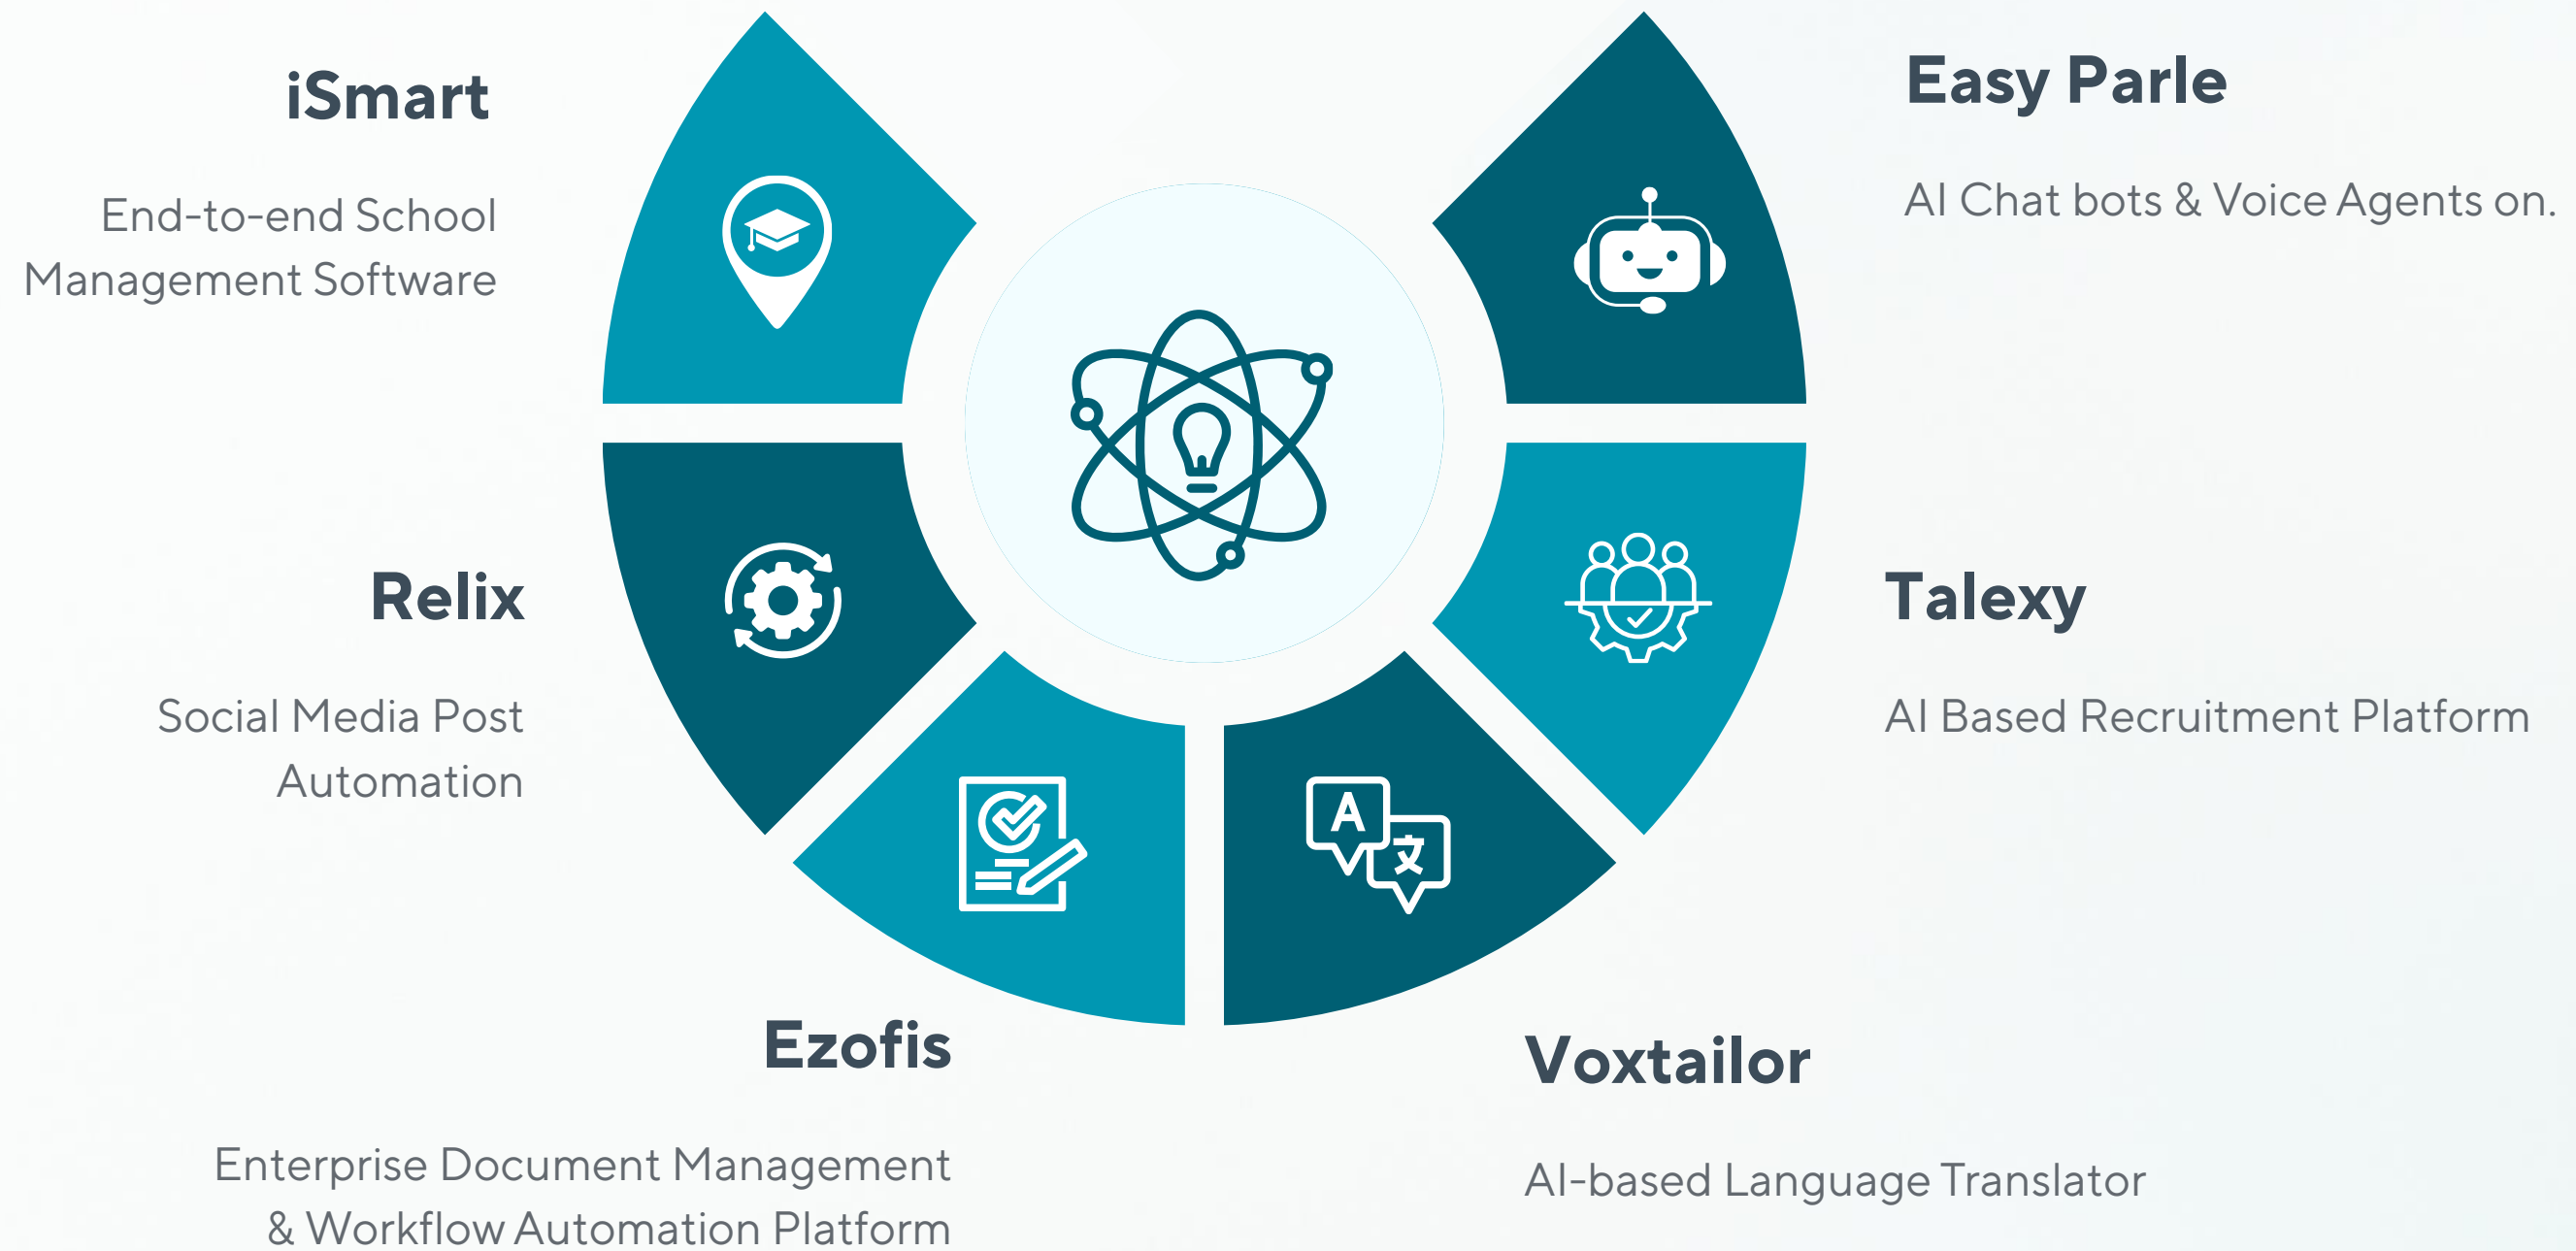 iSmart
End-to-end School
Management Software
Relix
Social Media Post
Automation
Ezofis
Enterprise Document Management
& Workflow Automation Platform
Easy Parle
AI Chat bots & Voice Agents on.
Talexy
AI Based Recruitment Platform
Voxtailor
AI-based Language Translator
A
文